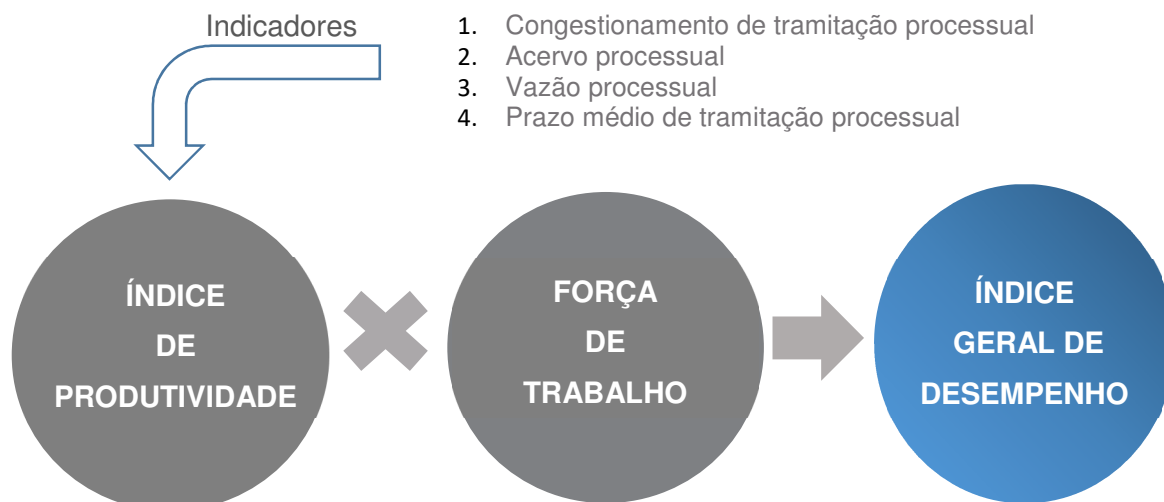 Indicadores
1. Congestionamento de tramitação processual
2. Acervo processual
3. Vazão processual
4. Prazo médio de tramitação processual
ÍNDICE
DE
PRODUTIVIDADE
FORÇA
DE
TRABALHO
ÍNDICE
GERAL DE
DESEMPENHO